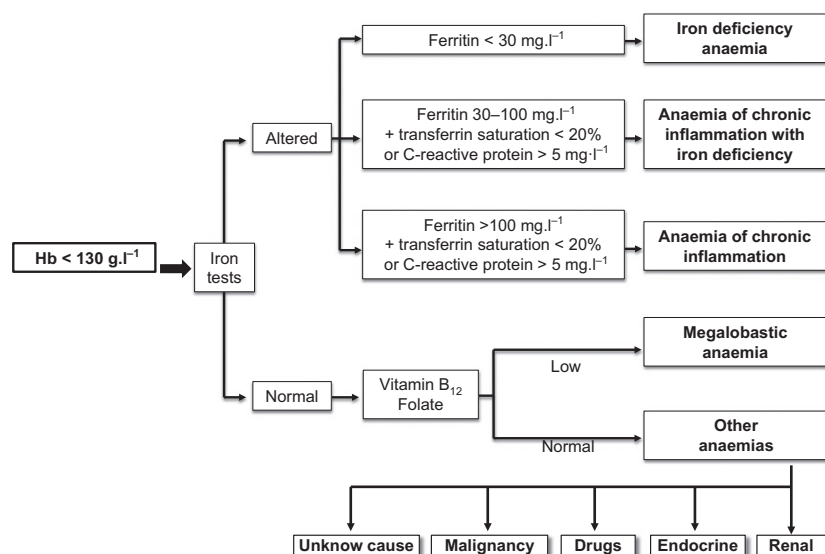 Ferritin < 30 mg.l⁻¹
Iron deficiency
anaemia
Altered
Ferritin 30–100 mg.l⁻¹
+ transferrin saturation < 20%
or C-reactive protein > 5 mg·l⁻¹
Anaemia of chronic
inflammation with
iron deficiency
Hb < 130 g.l⁻¹
Iron
tests
Ferritin >100 mg.l⁻¹
+ transferrin saturation < 20%
or C-reactive protein > 5 mg.l⁻¹
Anaemia of chronic
inflammation
Normal
Vitamin B₁₂
Folate
Low
Megalobastic
anaemia
Normal
Other
anaemias
Unknow cause
Malignancy
Drugs
Endocrine
Renal